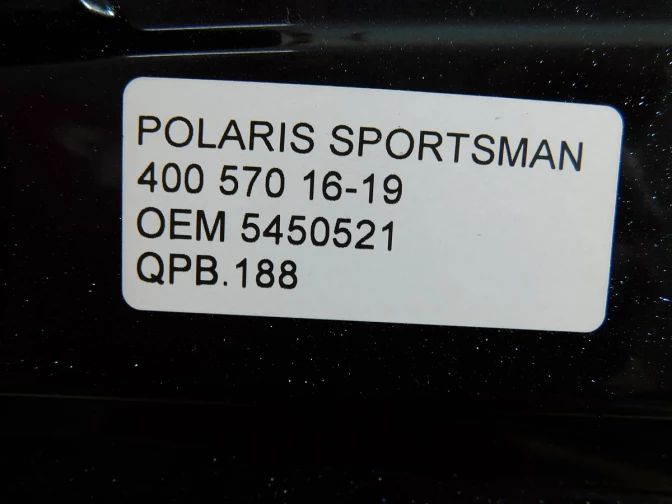 POLARIS SPORTSMAN
400 570 16-19
OEM 5450521
QPB.188